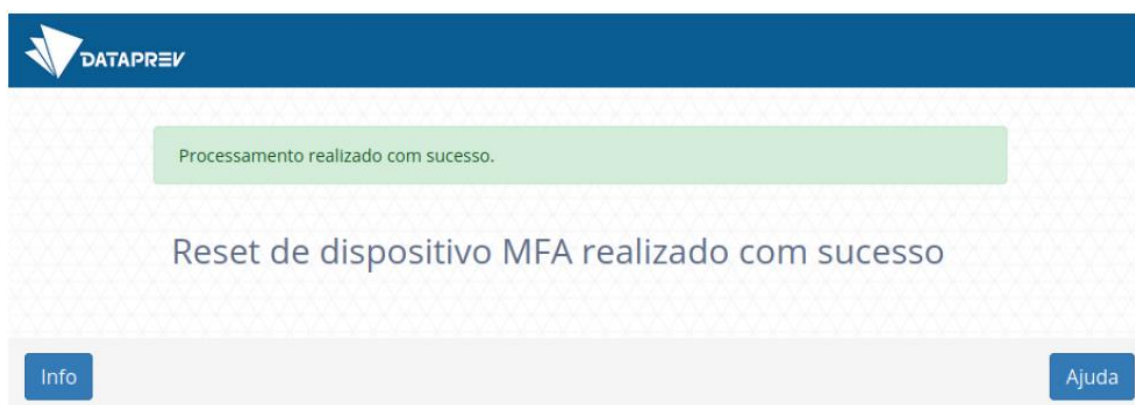 DATAPREV
Processamento realizado com sucesso.
Reset de dispositivo MFA realizado com sucesso
Info
Ajuda